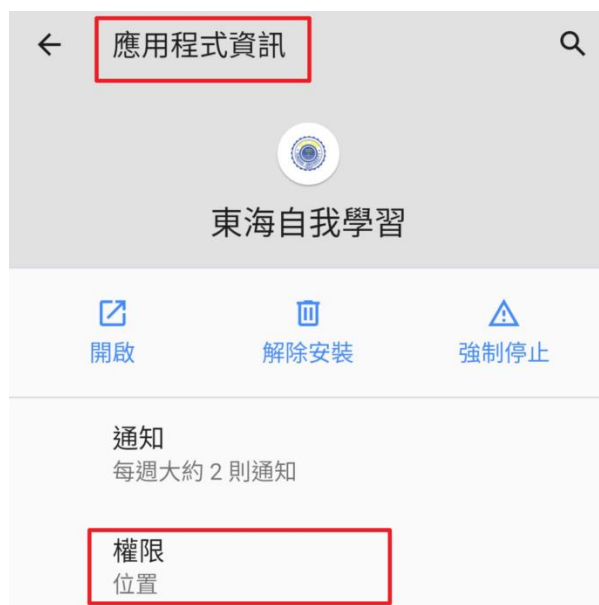 應用程式資訊
東海自我學習
開啟
解除安裝
強制停止
通知
每週大約 2 則通知
權限
位置